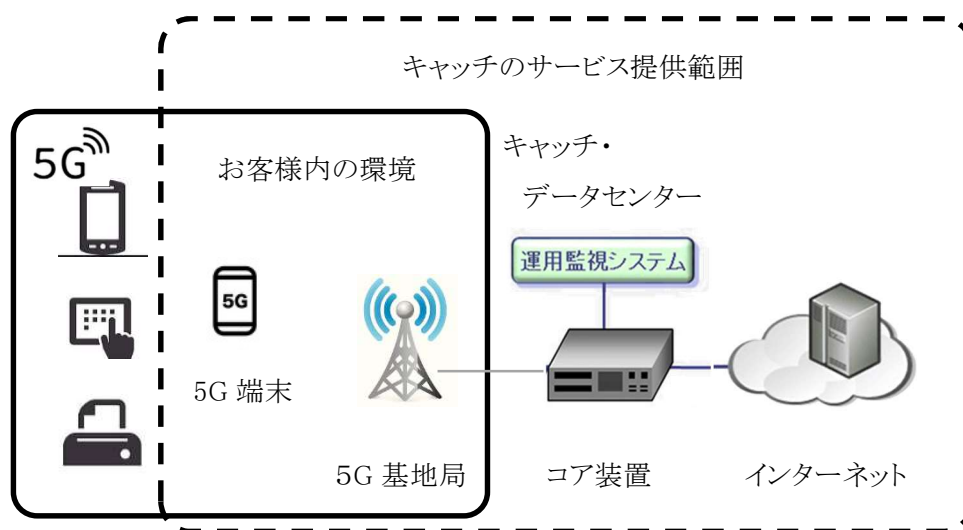 キャッチのサービス提供範囲
5G
お客様内の環境
キャッチ・
データセンター
運用監視システム
5G
5G 端末
5G 基地局
コア装置
インターネット